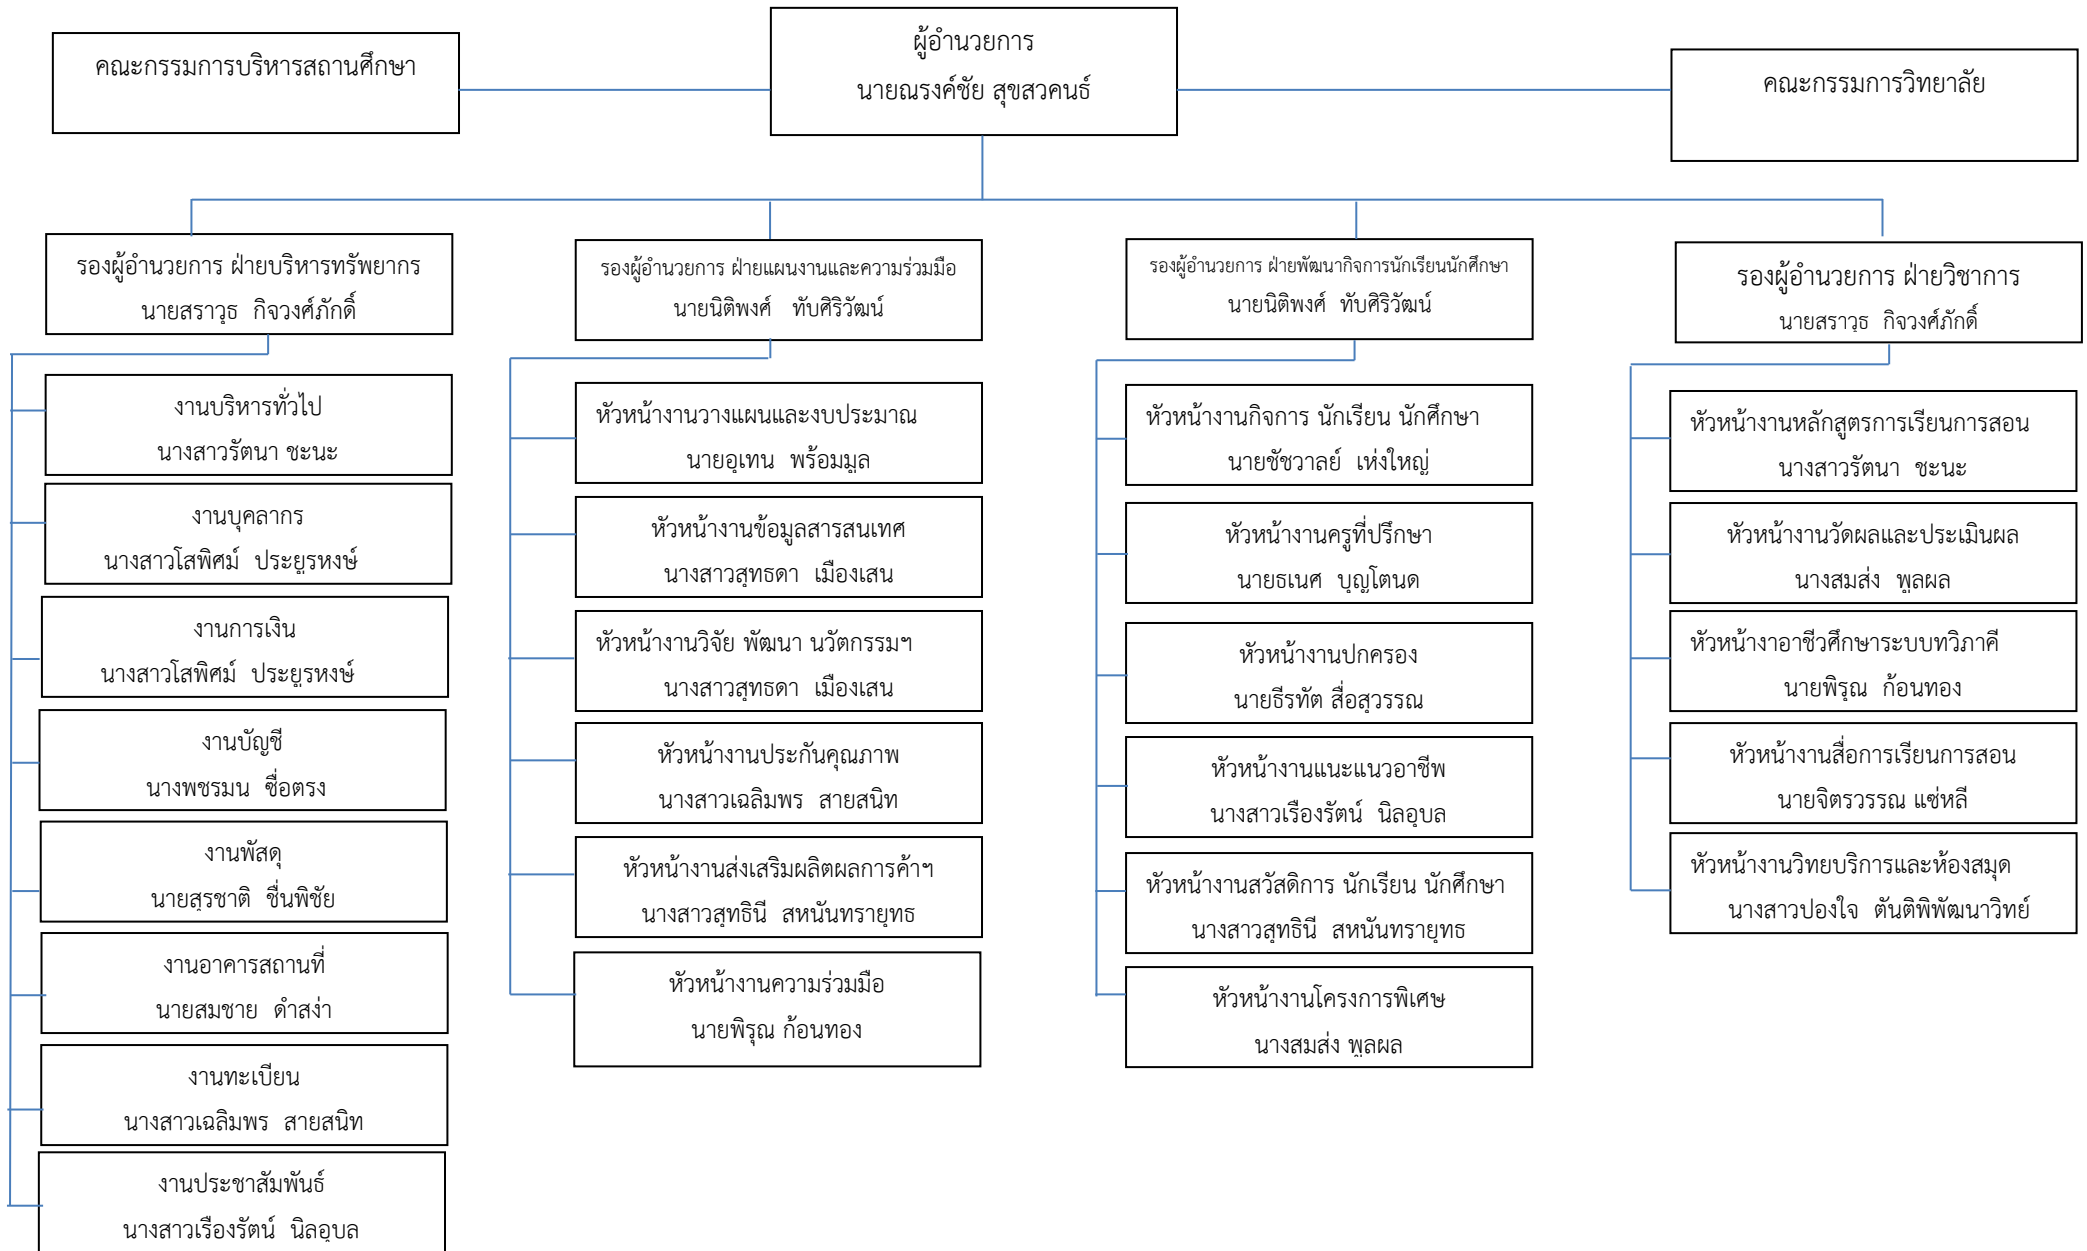 คณะกรรมการบริหารสถานศึกษา
ผู้อำนวยการ
นายณรงค์ชัย สุขสวคนธ์
คณะกรรมการวิทยาลัย
รองผู้อำนวยการ ฝ่ายบริหารทรัพยากร
นายสราวุธ กิจวงศ์ภักดิ์
งานบริหารทั่วไป
นางสาวรัตนา ชะนะ
งานบุคลากร
นางสาวโสพิศม์ ประยูรหงษ์
งานการเงิน
นางสาวโสพิศม์ ประยูรหงษ์
งานบัญชี
นางพชรมน ซื่อตรง
งานพัสดุ
นายสุรชาติ ชื่นพิชัย
งานอาคารสถานที่
นายสมชาย ดำสง่า
งานทะเบียน
นางสาวเฉลิมพร สายสนิท
งานประชาสัมพันธ์
นางสาวเรืองรัตน์ นิลอุบล
รองผู้อำนวยการ ฝ่ายแผนงานและความร่วมมือ
นายนิติพงศ์ ทับศิริวัฒน์
หัวหน้างานวางแผนและงบประมาณ
นายอุเทน พร้อมมูล
หัวหน้างานข้อมูลสารสนเทศ
นางสาวสุทธดา เมืองเสน
หัวหน้างานวิจัย พัฒนา นวัตกรรมฯ
นางสาวสุทธดา เมืองเสน
หัวหน้างานประกันคุณภาพ
นางสาวเฉลิมพร สายสนิท
หัวหน้างานส่งเสริมผลิตผลการค้าฯ
นางสาวสุทธินี สหนันทรายุทธ
หัวหน้างานความร่วมมือ
นายพิรุณ ก้อนทอง
รองผู้อำนวยการ ฝ่ายพัฒนากิจการนักเรียนนักศึกษา
นายนิติพงศ์ ทับศิริวัฒน์
หัวหน้างานกิจการ นักเรียน นักศึกษา
นายชัชวาลย์ เห่งใหญ่
หัวหน้างานครูที่ปรึกษา
นายธเนศ บุญโตนด
หัวหน้างานปกครอง
นายธีรทัต สื่อสุวรรณ
หัวหน้างานแนะแนวอาชีพ
นางสาวเรืองรัตน์ นิลอุบล
หัวหน้างานสวัสดิการ นักเรียน นักศึกษา
นางสาวสุทธินี สหนันทรายุทธ
หัวหน้างานโครงการพิเศษ
นางสมส่ง พูลผล
รองผู้อำนวยการ ฝ่ายวิชาการ
นายสราวุธ กิจวงศ์ภักดิ์
หัวหน้างานหลักสูตรการเรียนการสอน
นางสาวรัตนา ชะนะ
หัวหน้างานวัดผลและประเมินผล
นางสมส่ง พูลผล
หัวหน้างาอาชีวศึกษาระบบทวิภาคี
นายพิรุณ ก้อนทอง
หัวหน้างานสื่อการเรียนการสอน
นายจิตรวรรณ แซ่หลี
หัวหน้างานวิทยบริการและห้องสมุด
นางสาวปองใจ ตันติพิพัฒนาวิทย์